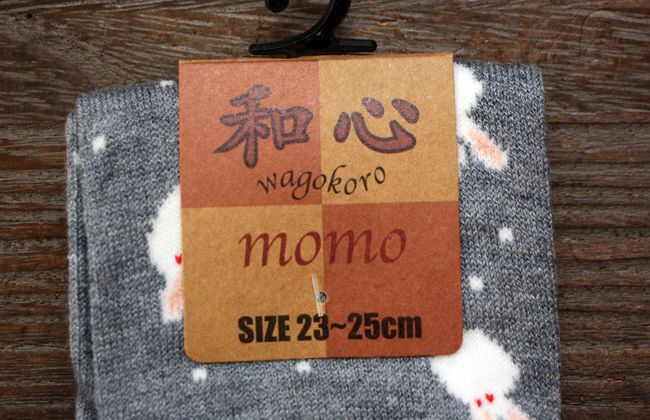 和心
wagokoro
momo
SIZE 23~25cm